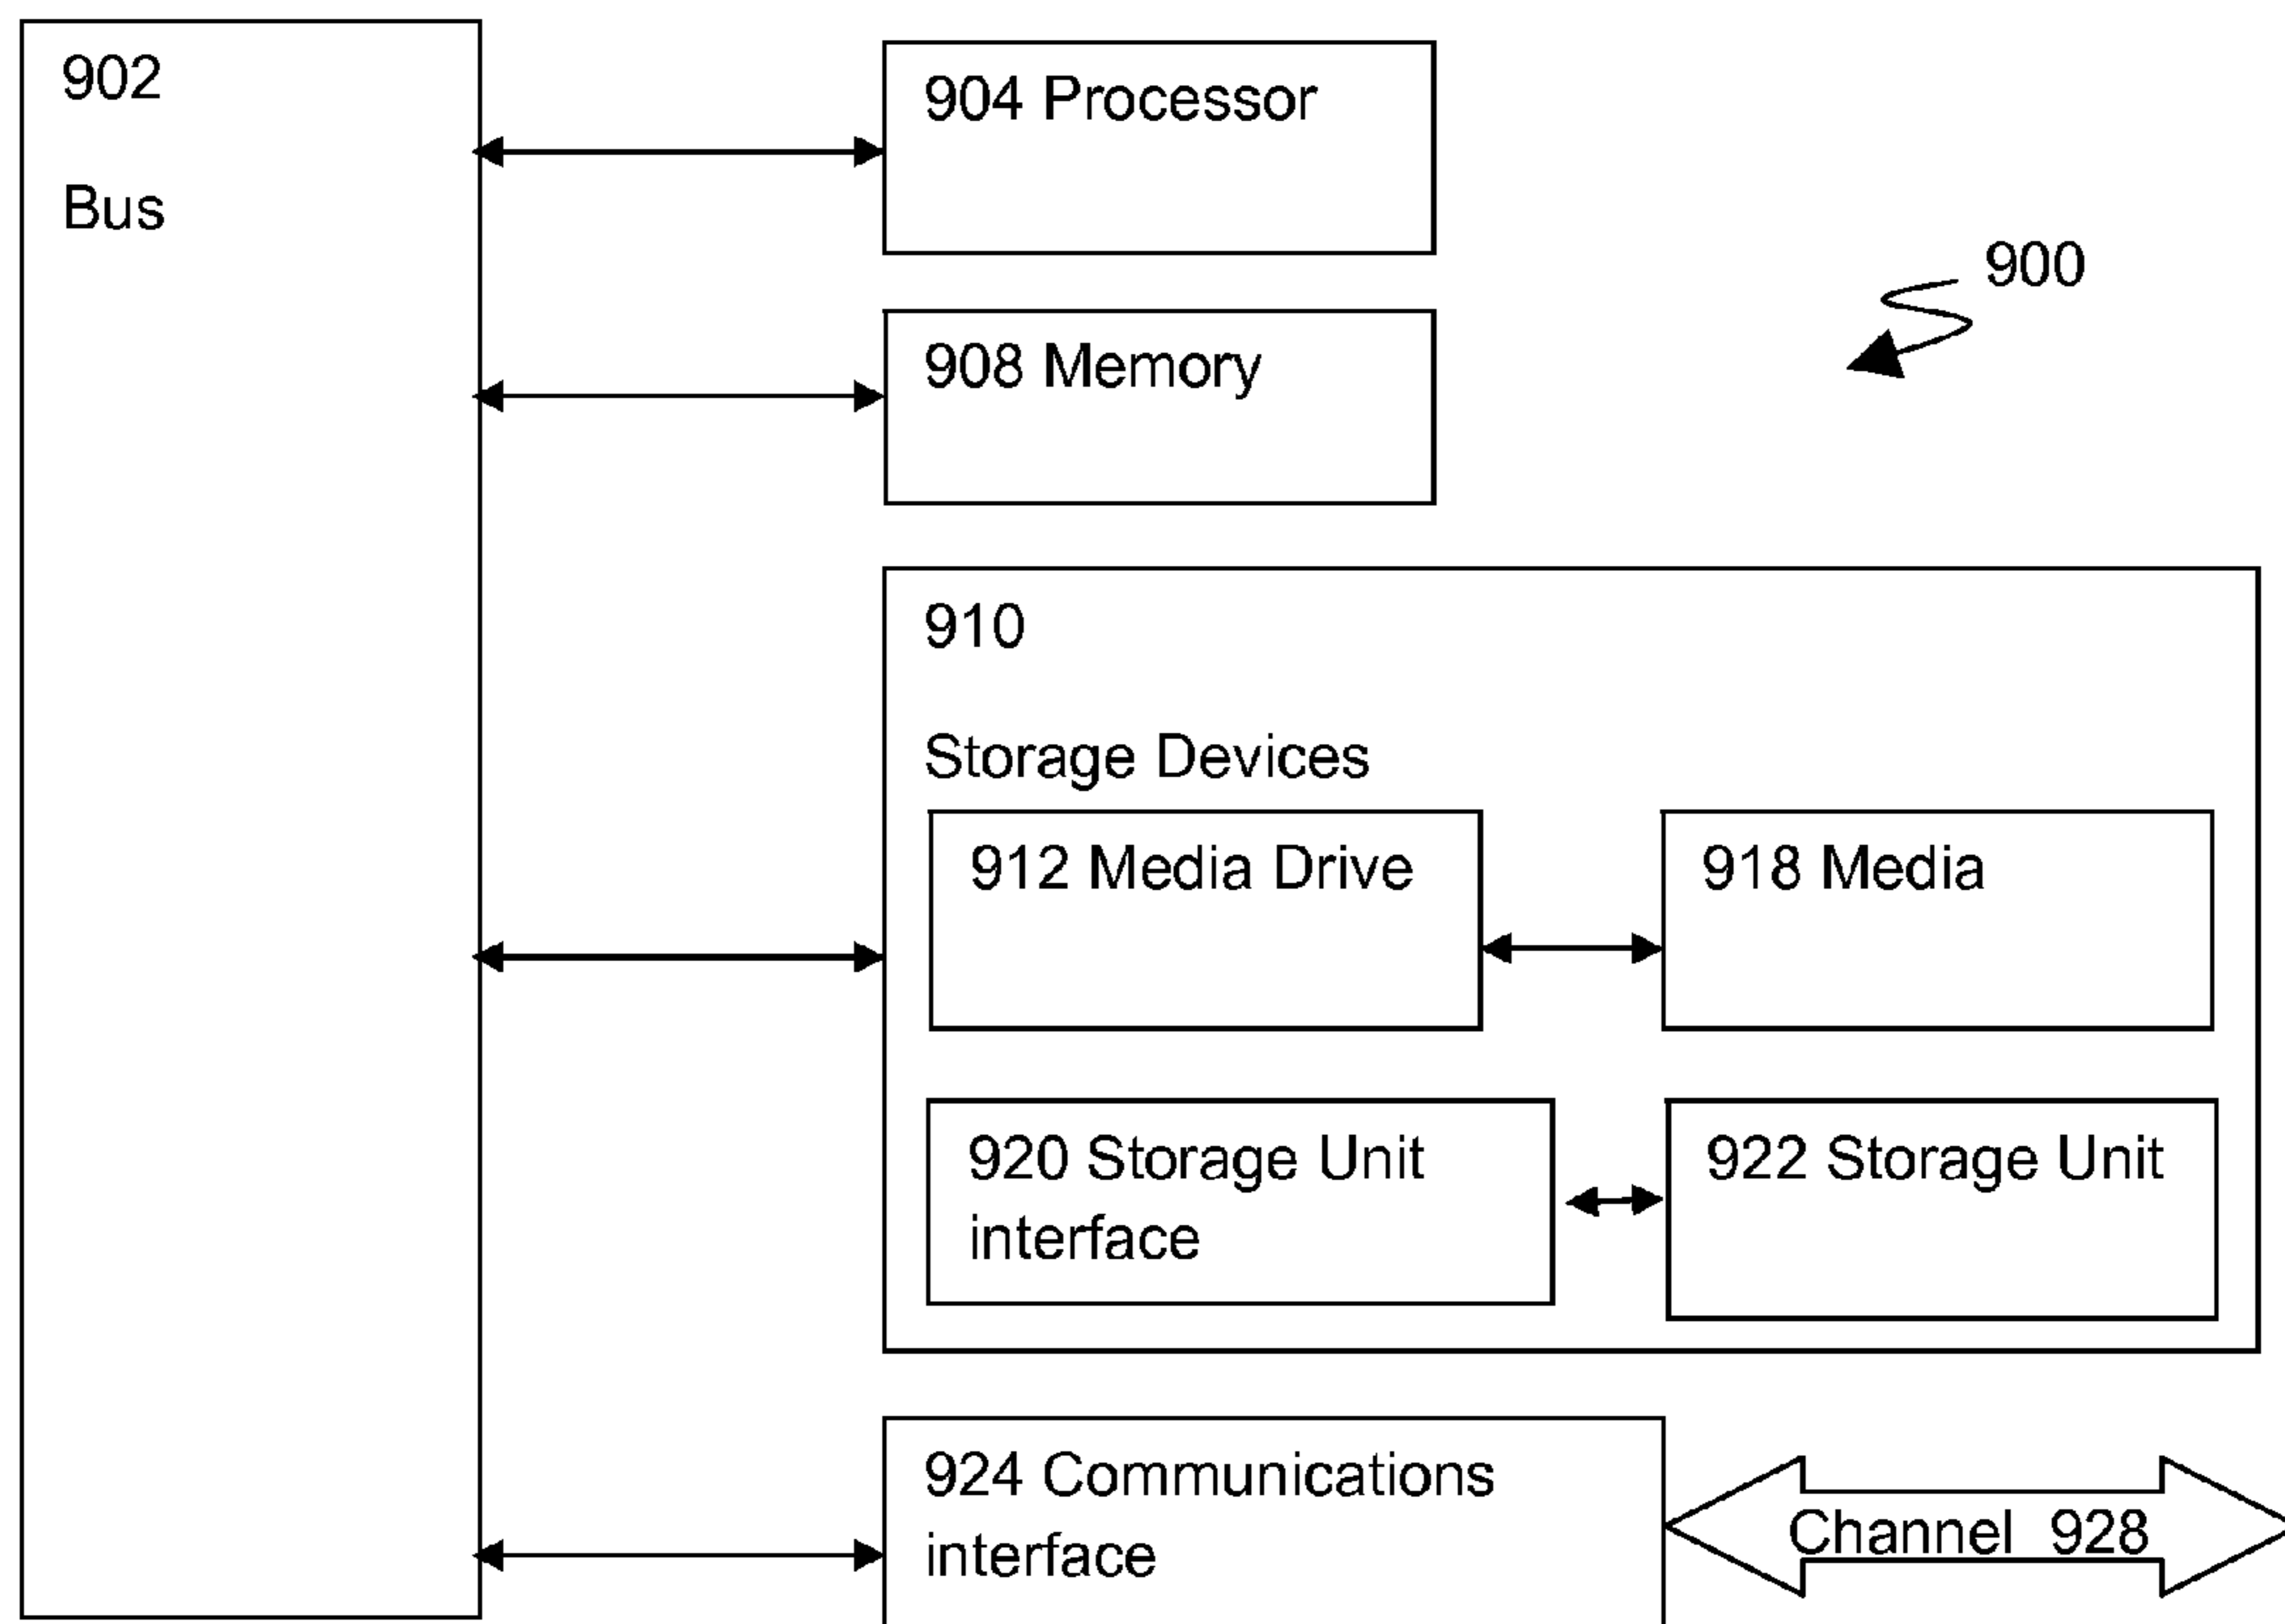 902
Bus
904 Processor
900
908 Memory
910
Storage Devices
912 Media Drive
918 Media
920 Storage Unit
interface
922 Storage Unit
924 Communications
interface
Channel 928